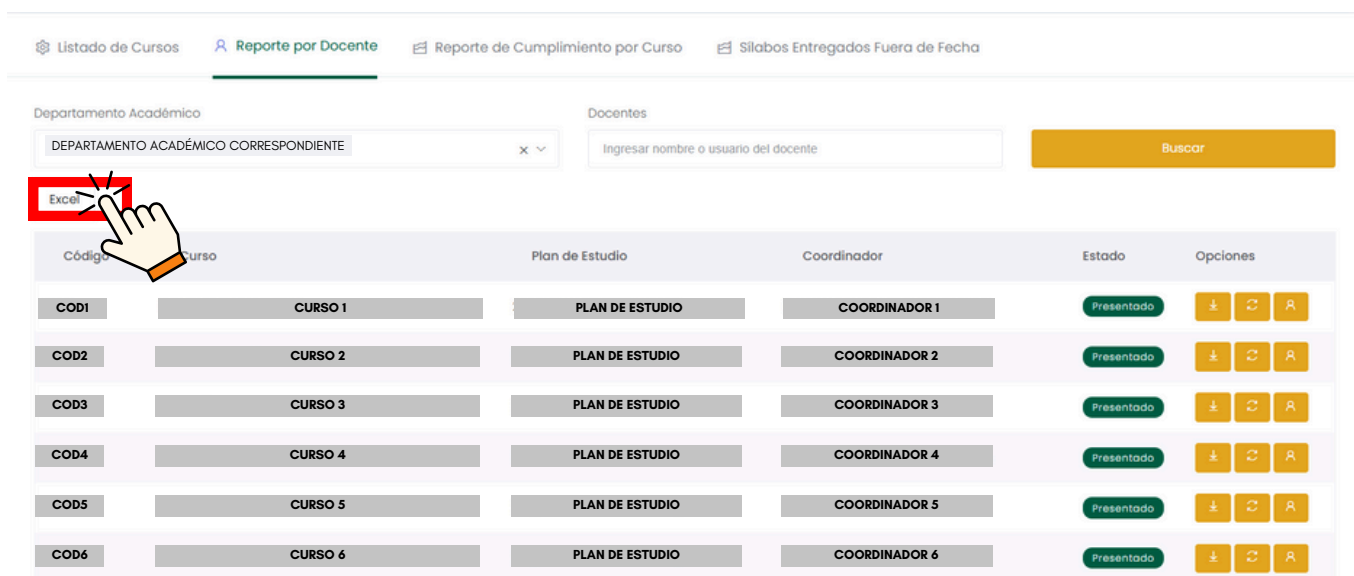 Listado de Cursos Reporte por Docente Reporte de Cumplimiento por Curso Sílabos Entregados Fuera de Fecha
Departamento Académico Docentes
DEPARTAMENTO ACADÉMICO CORRESPONDIENTE Ingresar nombre o usuario del docente Buscar
Excel
Código Curso Plan de Estudio Coordinador Estado Opciones
COD1 CURSO 1 PLAN DE ESTUDIO COORDINADOR 1 Presentado
COD2 CURSO 2 PLAN DE ESTUDIO COORDINADOR 2 Presentado
COD3 CURSO 3 PLAN DE ESTUDIO COORDINADOR 3 Presentado
COD4 CURSO 4 PLAN DE ESTUDIO COORDINADOR 4 Presentado
COD5 CURSO 5 PLAN DE ESTUDIO COORDINADOR 5 Presentado
COD6 CURSO 6 PLAN DE ESTUDIO COORDINADOR 6 Presentado